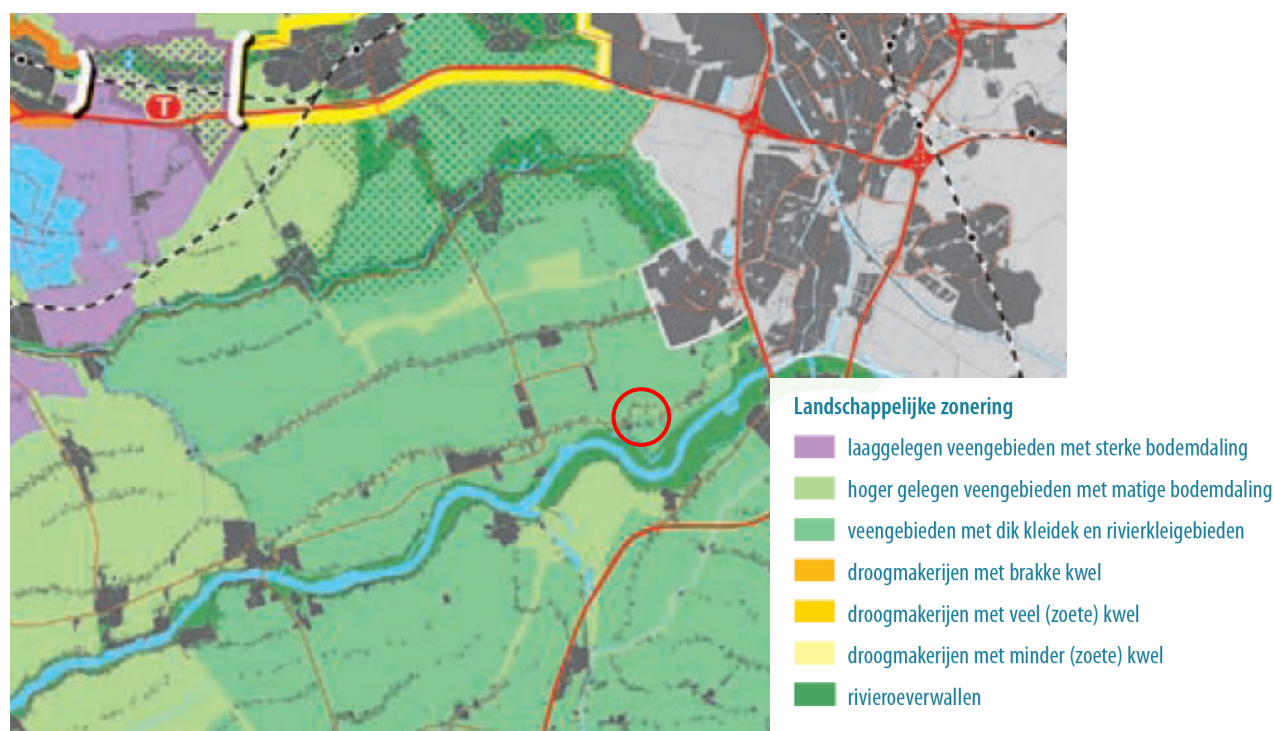 T
Landschappelijke zonering
laaggelegen veengebieden met sterke bodemdaling
hoger gelegen veengebieden met matige bodemdaling
veengebieden met dik kleidek en rivierkleigebieden
droogmakerijen met brakke kwel
droogmakerijen met veel (zoete) kwel
droogmakerijen met minder (zoete) kwel
rivieroeverwallen